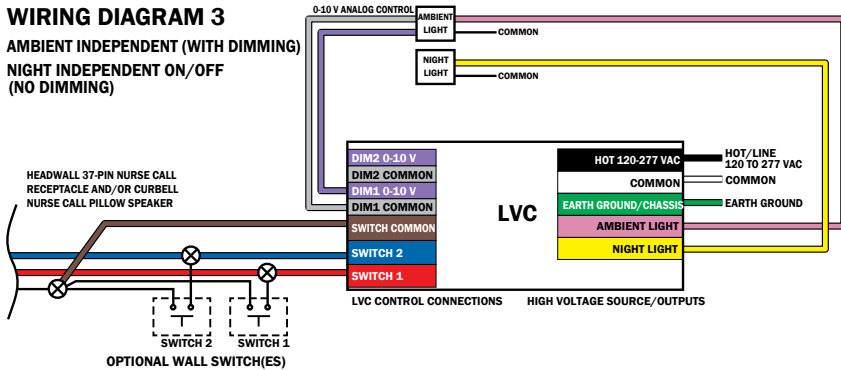 WIRING DIAGRAM 3
AMBIENT INDEPENDENT (WITH DIMMING)
NIGHT INDEPENDENT ON/OFF
(NO DIMMING)
0-10 V ANALOG CONTROL
AMBIENT
LIGHT
COMMON
NIGHT
LIGHT
COMMON
HEADWALL 37-PIN NURSE CALL
RECEPTACLE AND/OR CURBELL
NURSE CALL PILLOW SPEAKER
DIM2 0-10 V
DIM2 COMMON
DIM1 0-10 V
DIM1 COMMON
SWITCH COMMON
SWITCH 2
SWITCH 1
LVC
HOT 120-277 VAC
COMMON
EARTH GROUND/CHASSIS
AMBIENT LIGHT
NIGHT LIGHT
HOT/LINE
120 TO 277 VAC
COMMON
EARTH GROUND
LVC CONTROL CONNECTIONS
HIGH VOLTAGE SOURCE/OUTPUTS
SWITCH 2
SWITCH 1
OPTIONAL WALL SWITCH(ES)